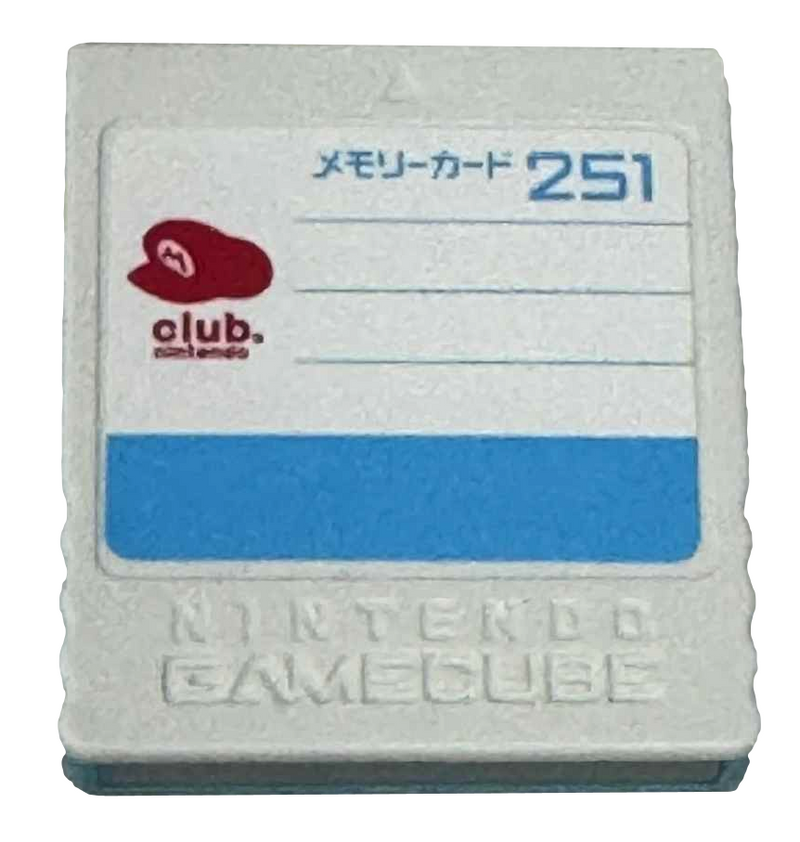 メモリーカード 251
M
club.
nintendo
NINTENDO
GAMECUBE